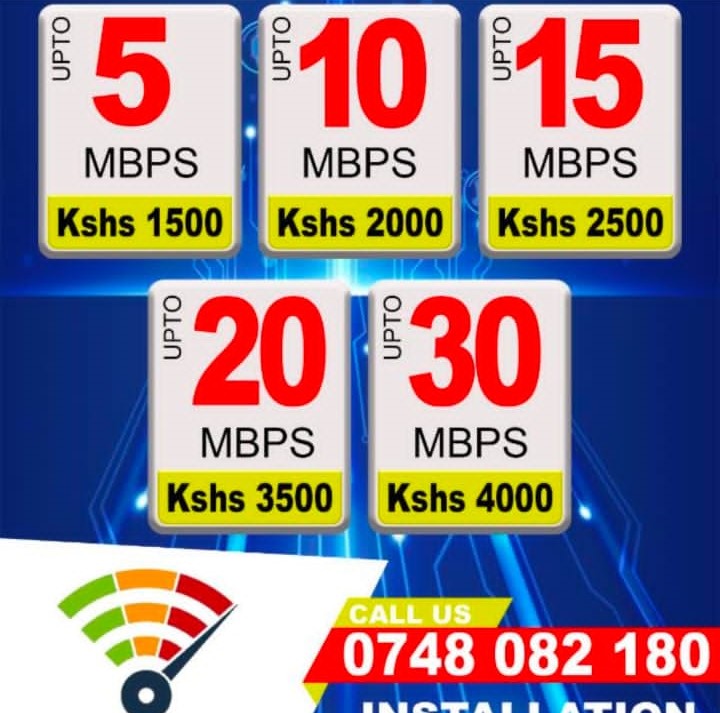 UPTO
5
MBPS
Kshs 1500
UPTO
10
MBPS
Kshs 2000
UPTO
15
MBPS
Kshs 2500
UPTO
20
MBPS
Kshs 3500
UPTO
30
MBPS
Kshs 4000
CALL US
0748 082 180
INSTALLATION